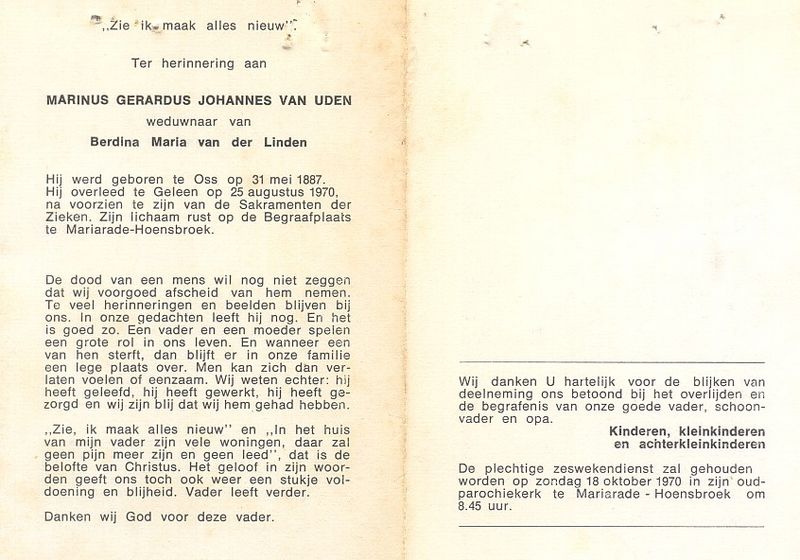 „Zie ik maak alles nieuw”.
Ter herinnering aan
MARINUS GERARDUS JOHANNES VAN UDEN
weduwnaar van
Berdina Maria van der Linden
Hij werd geboren te Oss op 31 mei 1887.
Hij overleed te Geleen op 25 augustus 1970,
na voorzien te zijn van de Sakramenten der
Zieken. Zijn lichaam rust op de Begraafplaats
te Mariarade-Hoensbroek.
De dood van een mens wil nog niet zeggen
dat wij voorgoed afscheid van hem nemen.
Te veel herinneringen en beelden blijven bij
ons. In onze gedachten leeft hij nog. En het
is goed zo. Een vader en een moeder spelen
een grote rol in ons leven. En wanneer een
van hen sterft, dan blijft er in onze familie
een lege plaats over. Men kan zich dan ver-
laten voelen of eenzaam. Wij weten echter: hij
heeft geleefd, hij heeft gewerkt, hij heeft ge-
zorgd en wij zijn blij dat wij hem gehad hebben.
„Zie, ik maak alles nieuw” en „In het huis
van mijn vader zijn vele woningen, daar zal
geen pijn meer zijn en geen leed”, dat is de
belofte van Christus. Het geloof in zijn woor-
den geeft ons toch ook weer een stukje vol-
doening en blijheid. Vader leeft verder.
Danken wij God voor deze vader.
Wij danken U hartelijk voor de blijken van
deelneming ons betoond bij het overlijden en
de begrafenis van onze goede vader, schoon-
vader en opa.
Kinderen, kleinkinderen
en achterkleinkinderen
De plechtige zeswekendienst zal gehouden
worden op zondag 18 oktober 1970 in zijn oud-
parochiekerk te Mariarade - Hoensbroek om
8.45 uur.